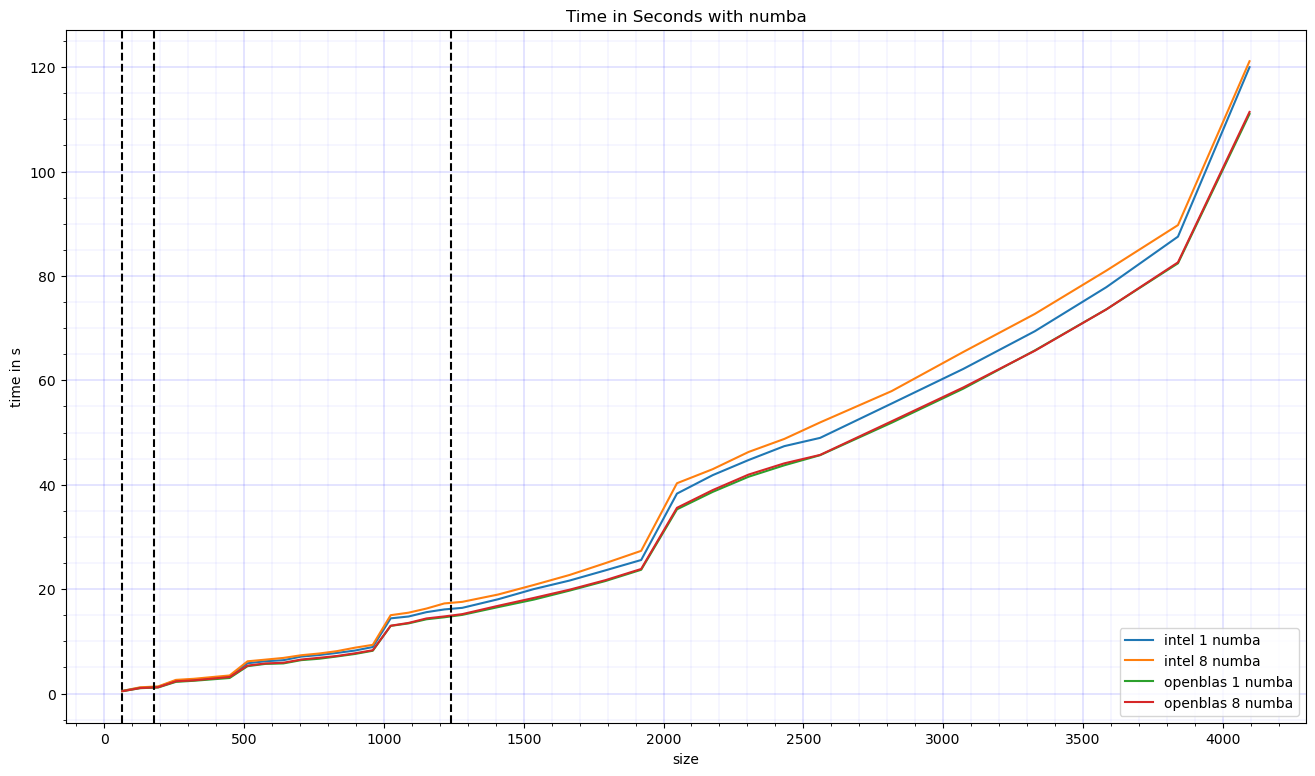 Time in Seconds with numba
120
100
80
60
40
20
0
time in s
0 500 1000 1500 2000 2500 3000 3500 4000
size
intel 1 numba
intel 8 numba
openblas 1 numba
openblas 8 numba